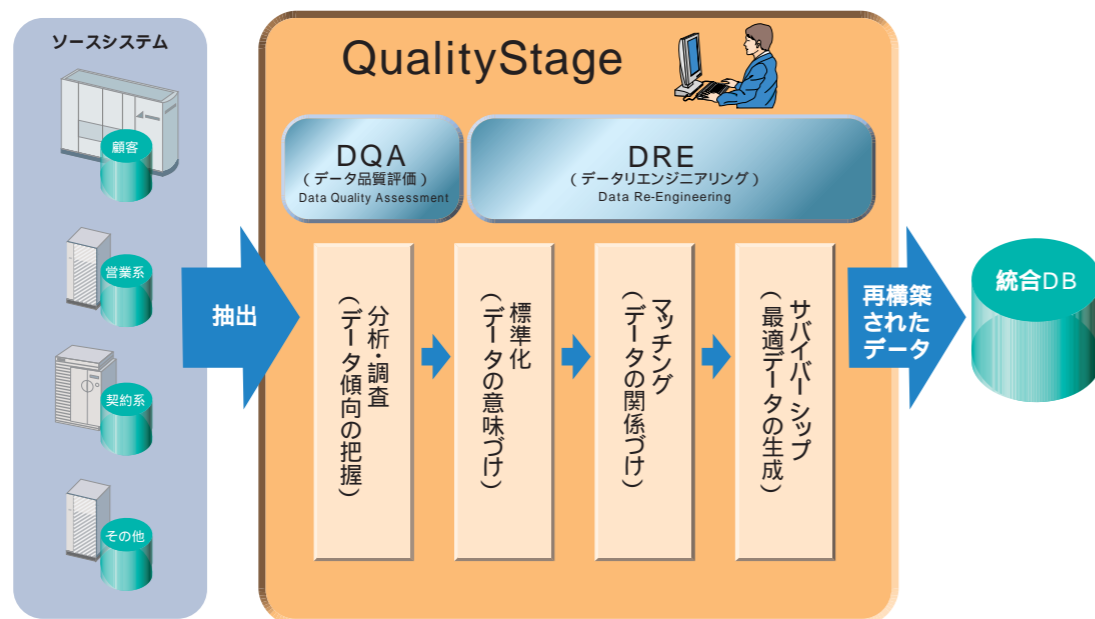 ソースシステム
顧客
営業系
契約系
その他
抽出
QualityStage
DQA
(データ品質評価)
Data Quality Assessment
DRE
(データリエンジニアリング)
Data Re-Engineering
分析・調査
(データ傾向の把握)
標準化
(データの意味づけ)
マッチング
(データの関係づけ)
サバイバーシップ
(最適データの生成)
再構築
された
データ
統合DB